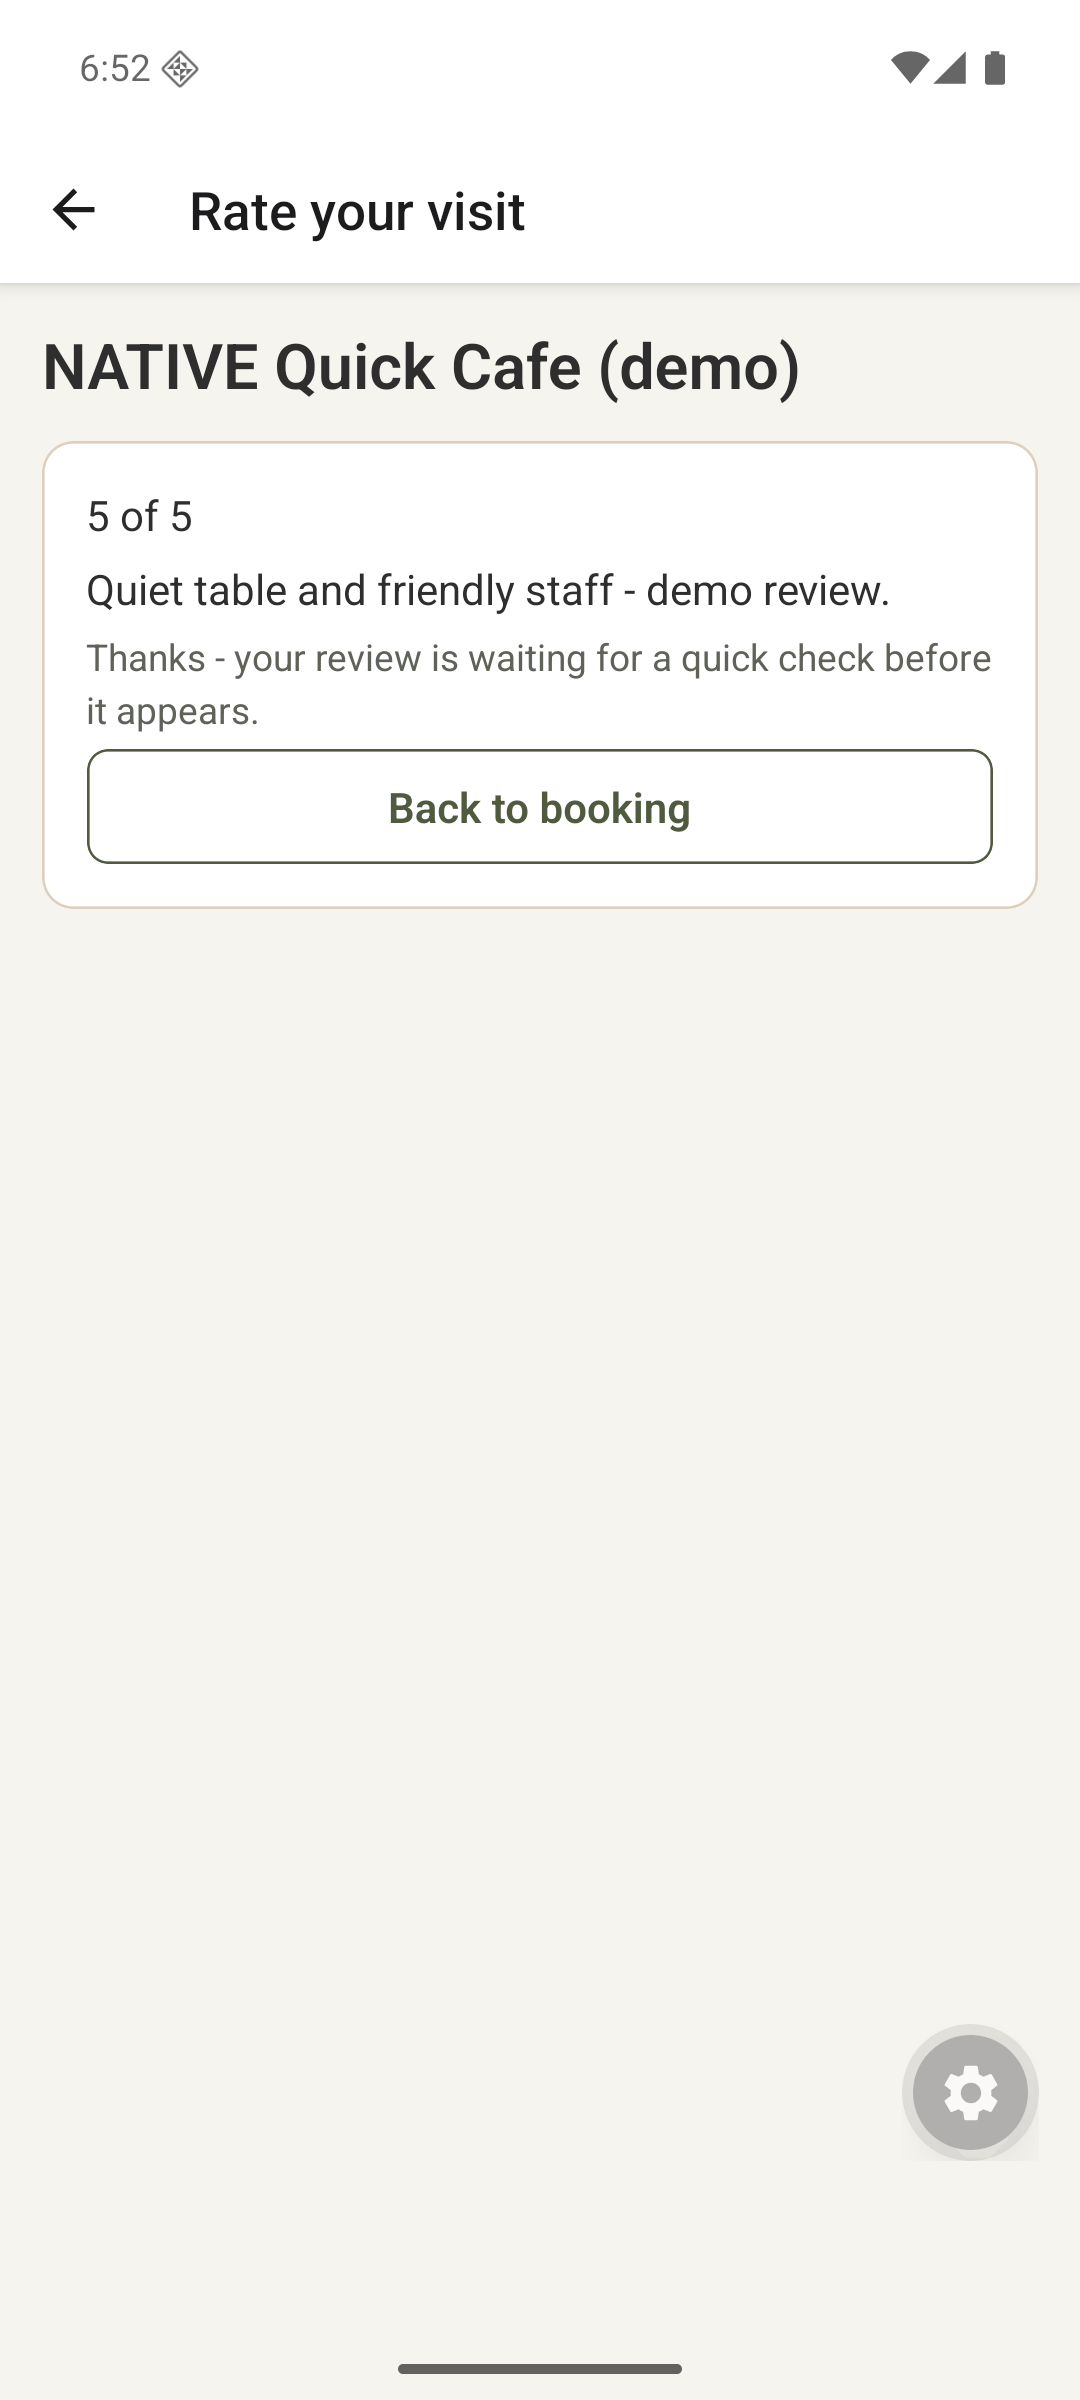 6:52
Rate your visit
NATIVE Quick Cafe (demo)
5 of 5
Quiet table and friendly staff - demo review.
Thanks - your review is waiting for a quick check before
it appears.
Back to booking